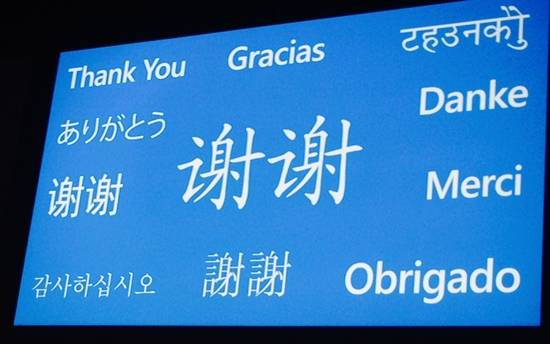 Thank You
Gracias
टहउनकोौु
ありがとう
谢谢
Danke
谢谢
Merci
감사하십시오
謝謝
Obrigado